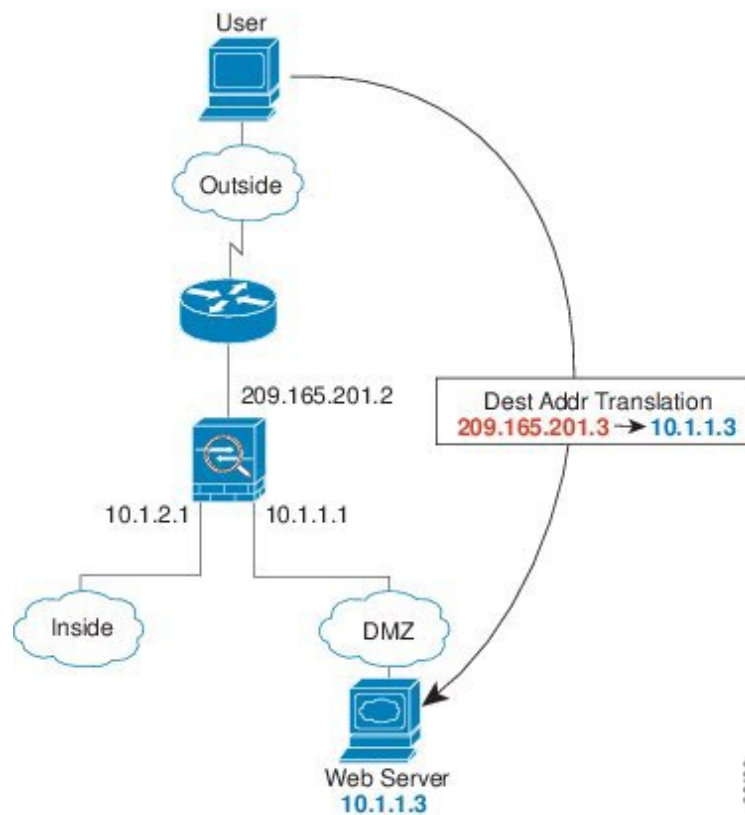 User
Outside
209.165.201.2
Dest Addr Translation
209.165.201.3 → 10.1.1.3
10.1.2.1
10.1.1.1
Inside
DMZ
Web Server
10.1.1.3